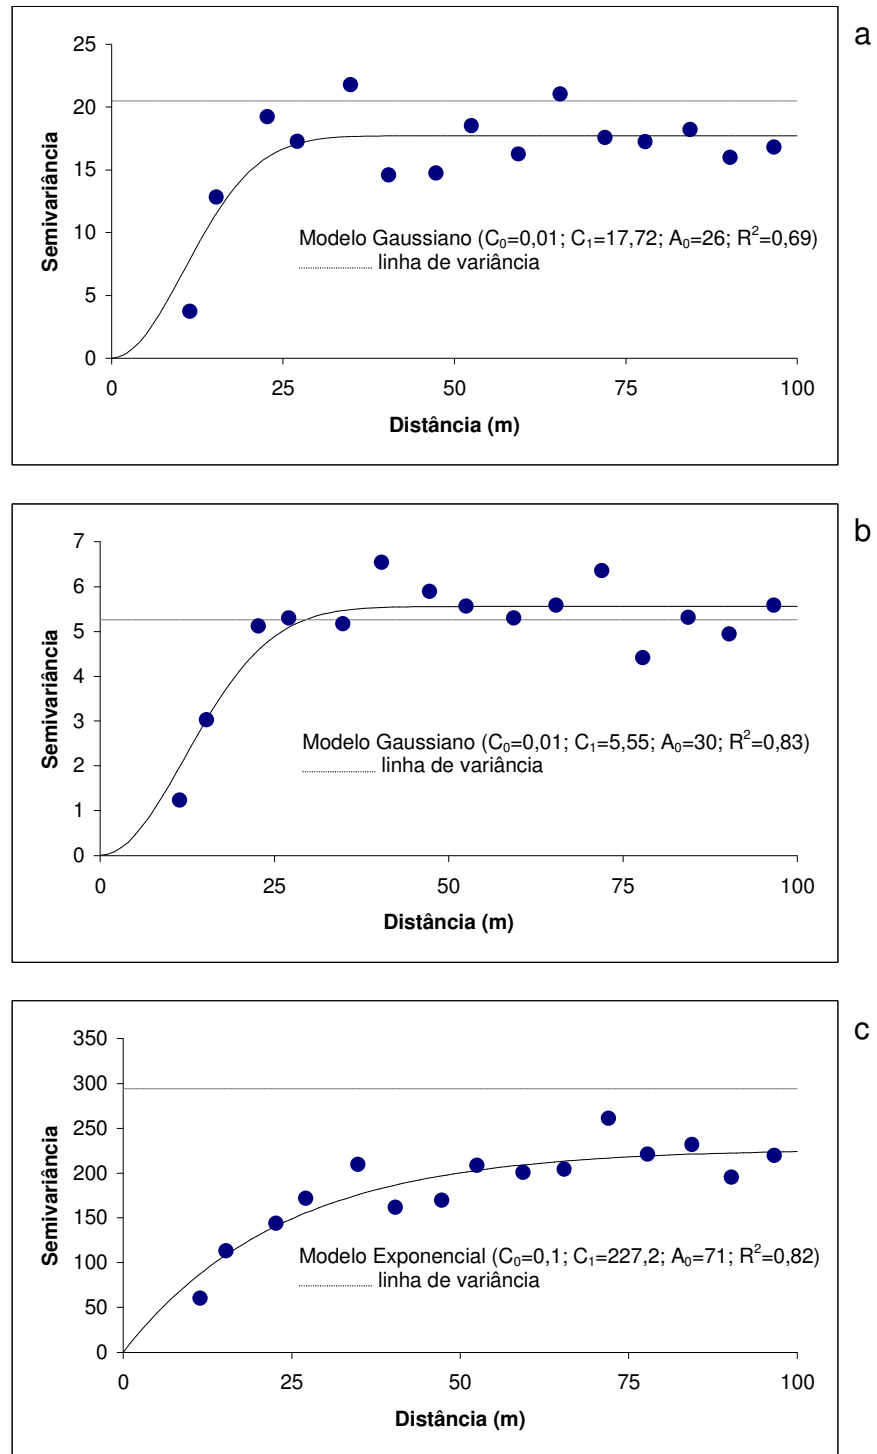 a
25
20
15
10
5
0
Semivariância
Modelo Gaussiano (C₀=0,01; C₁=17,72; A₀=26; R²=0,69)
linha de variância
0 25 50 75 100
Distância (m)
b
7
6
5
4
3
2
1
0
Semivariância
Modelo Gaussiano (C₀=0,01; C₁=5,55; A₀=30; R²=0,83)
linha de variância
0 25 50 75 100
Distância (m)
c
350
300
250
200
150
100
50
0
Semivariância
Modelo Exponencial (C₀=0,1; C₁=227,2; A₀=71; R²=0,82)
linha de variância
0 25 50 75 100
Distância (m)